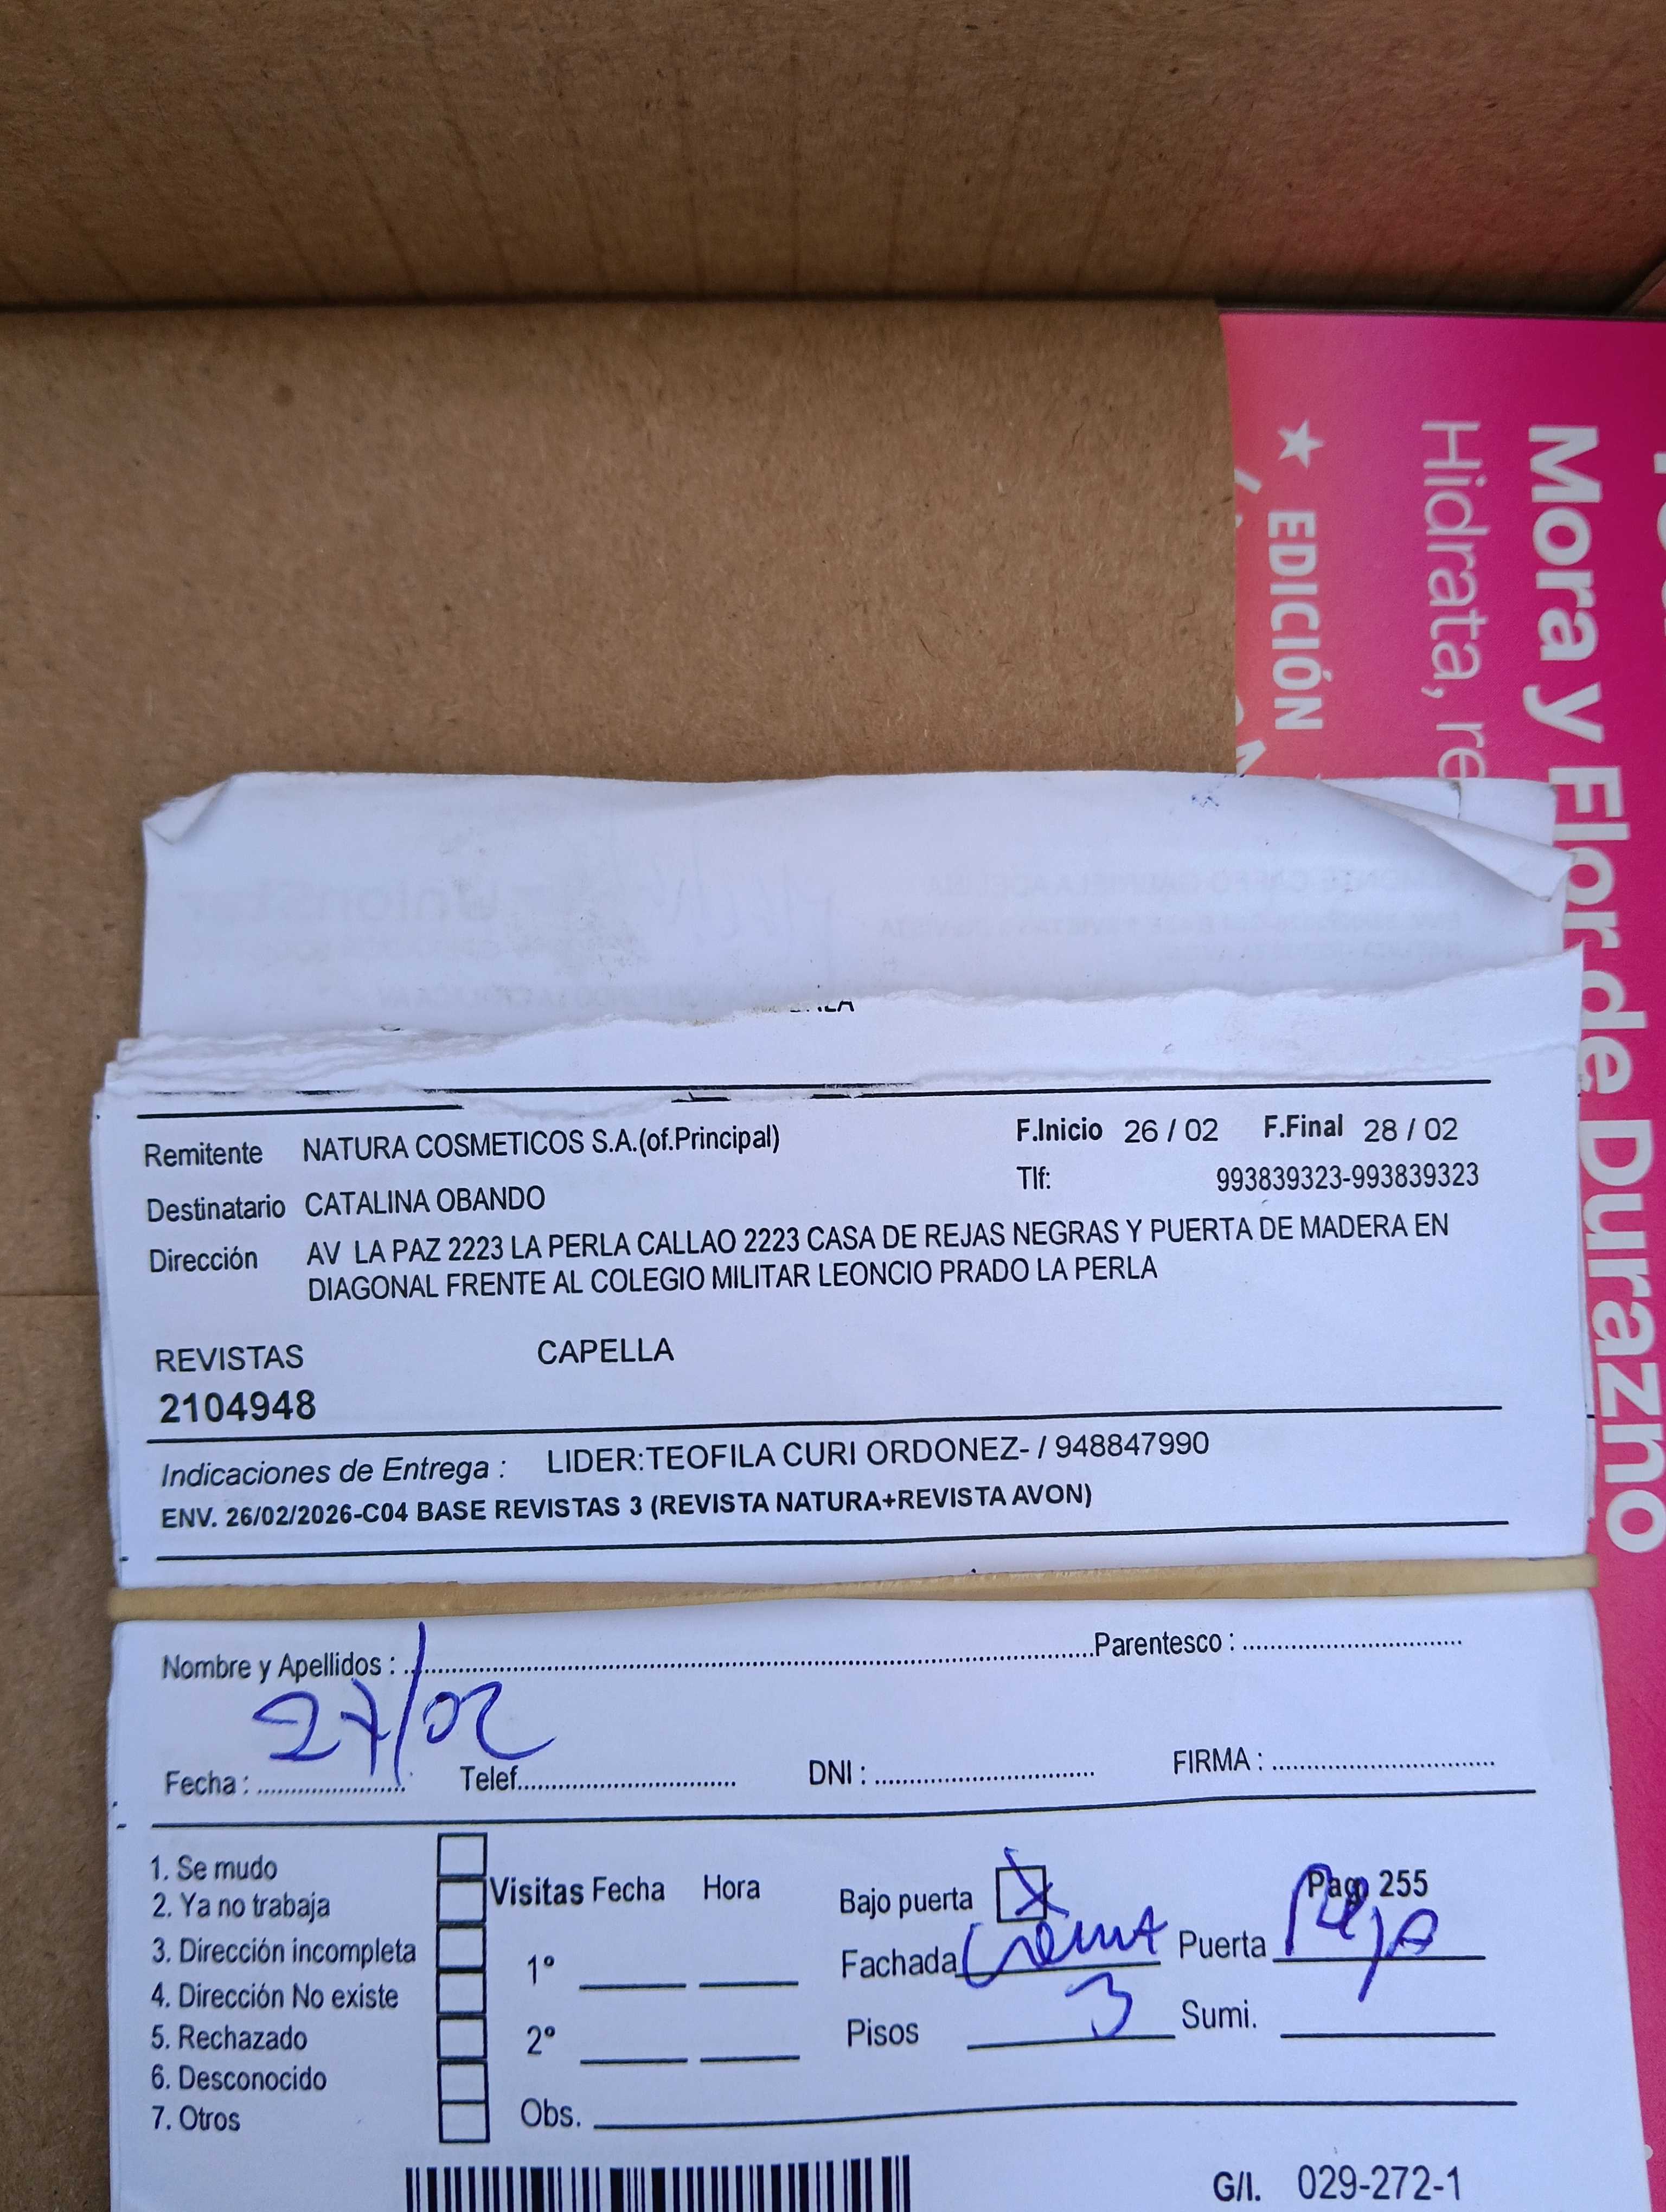 ★ EDICIÓN
Hidrata, re
Mora y Flor de Durazno
Remitente NATURA COSMETICOS S.A.(of.Principal) F.Inicio 26 / 02 F.Final 28 / 02
Tlf: 993839323-993839323
Destinatario CATALINA OBANDO
Dirección AV LA PAZ 2223 LA PERLA CALLAO 2223 CASA DE REJAS NEGRAS Y PUERTA DE MADERA EN
DIAGONAL FRENTE AL COLEGIO MILITAR LEONCIO PRADO LA PERLA
REVISTAS CAPELLA
2104948
Indicaciones de Entrega : LIDER:TEOFILA CURI ORDONEZ- / 948847990
ENV. 26/02/2026-C04 BASE REVISTAS 3 (REVISTA NATURA+REVISTA AVON)
Nombre y Apellidos : Parentesco :
27/02
Fecha : Telef. DNI : FIRMA :
1. Se mudo
2. Ya no trabaja
3. Dirección incompleta
4. Dirección No existe
5. Rechazado
6. Desconocido
7. Otros
Visitas Fecha Hora
1º
2º
Obs.
Bajo puerta X Pag. 255
Fachada Crema Puerta Reja
Pisos 3 Sumi.
G/I. 029-272-1